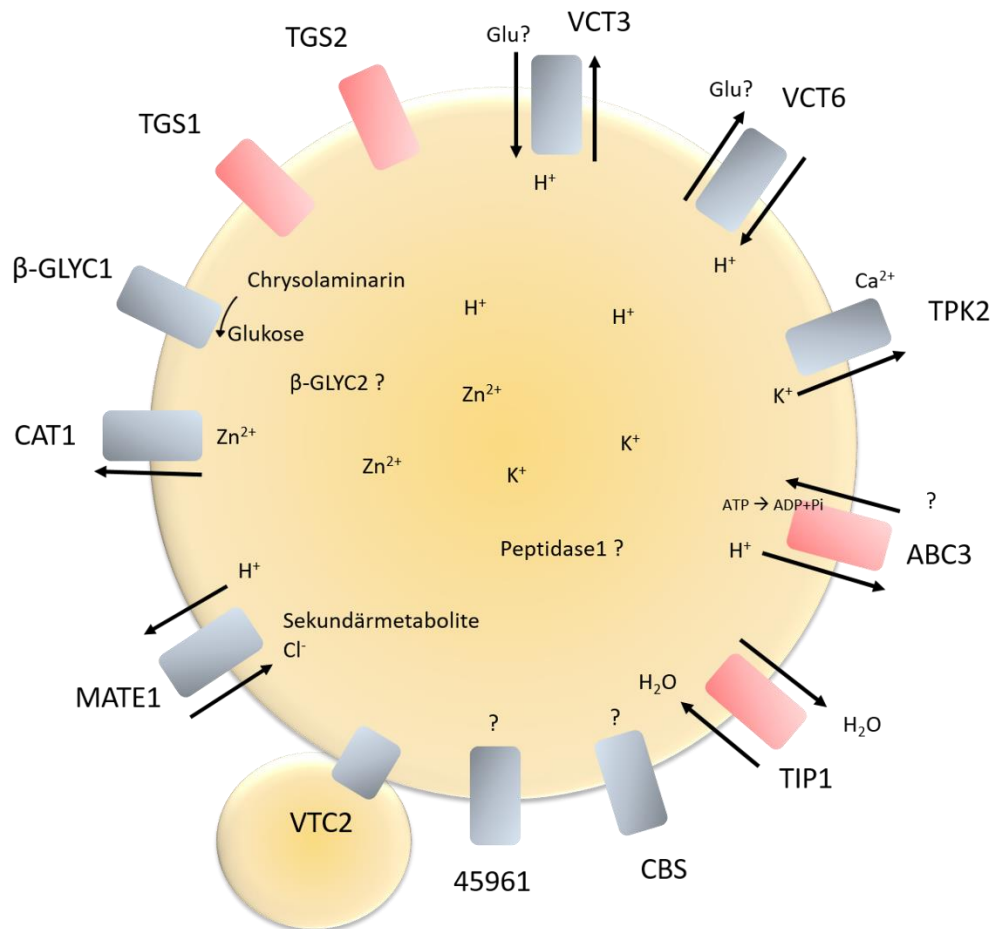 Glu?
VCT3
TGS2
VCT6
Glu?
TGS1
H⁺
H⁺
β-GLYC1
Chrysolaminarin
Ca²⁺
TPK2
H⁺
H⁺
Glukose
β-GLYC2 ?
Zn²⁺
K⁺
CAT1
Zn²⁺
K⁺
Zn²⁺
K⁺
ATP → ADP+Pi
?
Peptidase1 ?
H⁺
ABC3
H⁺
Sekundärmetabolite
Cl⁻
MATE1
H₂O
H₂O
?
?
TIP1
VTC2
45961
CBS